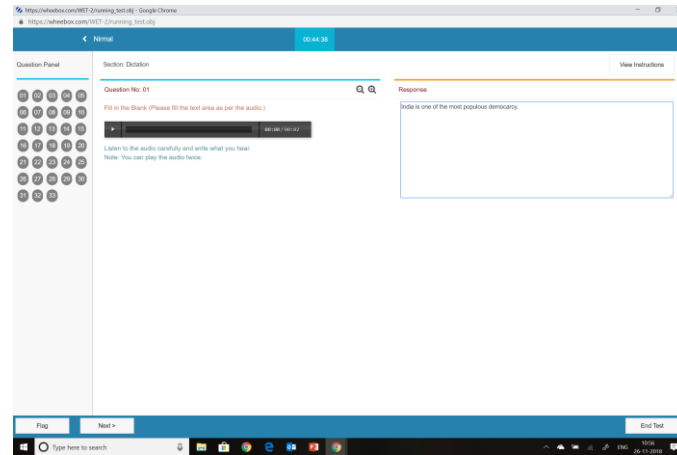 https://wheebox.com/WET-2/running_test.obj - Google Chrome
https://wheebox.com/WET-2/running_test.obj
Nirmal
00:44:38
Question Panel
Section: Dictation
View Instructions
Question No: 01
Response
01 02 03 04 05
06 07 08 09 10
11 12 13 14 15
16 17 18 19 20
21 22 23 24 25
26 27 28 29 30
31 32 33
Fill in the Blank (Please fill the text area as per the audio.)
00:00/00:02
Listen to the audio carefully and write what you hear.
Note: You can play the audio twice.
India is one of the most populous democarcy.
Flag
Next >
End Test
Type here to search
ENG
10:56
26-11-2018